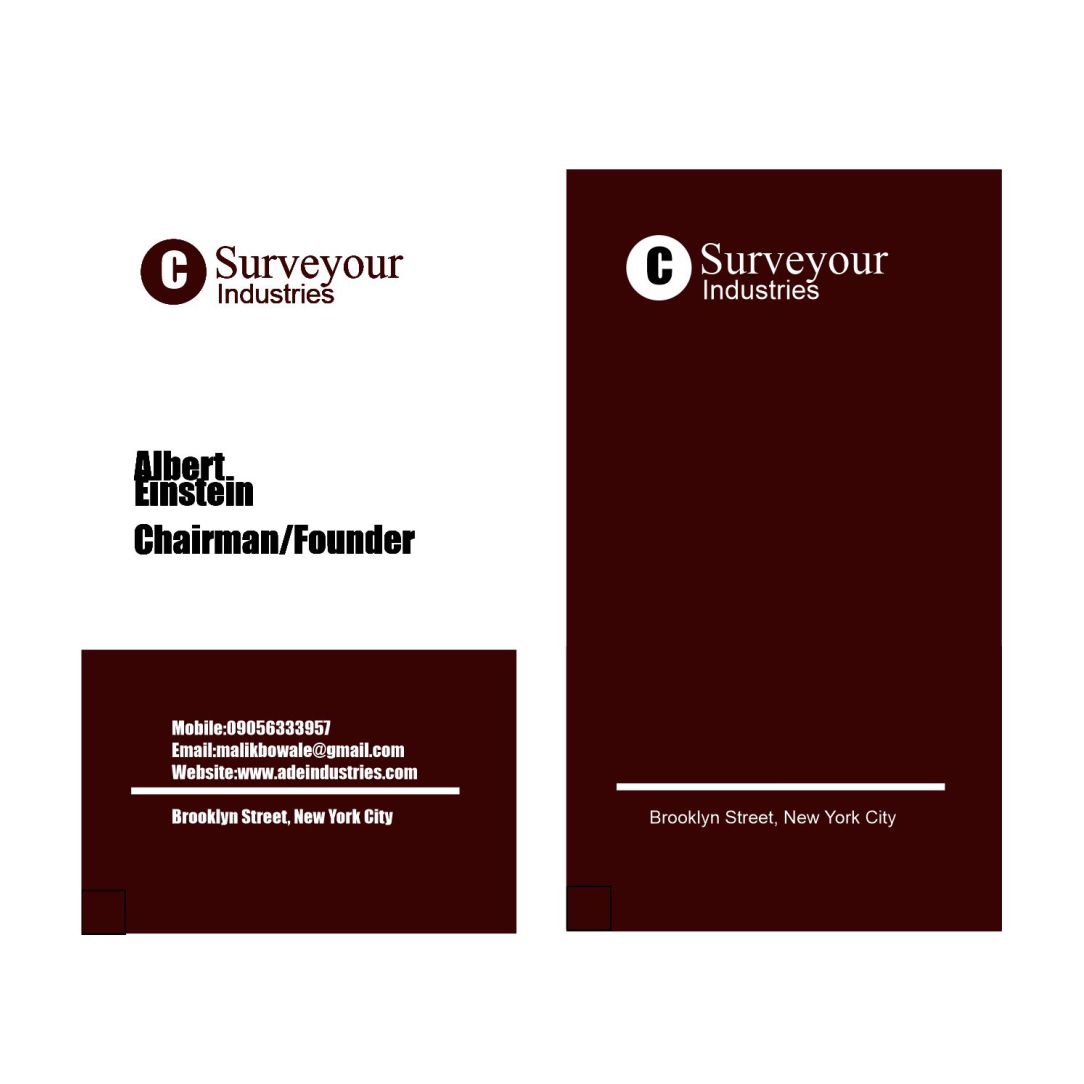 C
Surveyour
Industries
Albert
Einstein
Chairman/Founder
Mobile:09056333957
Email:malikbowale@gmail.com
Website:www.adeindustries.com
Brooklyn Street, New York City
C
Surveyour
Industries
Brooklyn Street, New York City